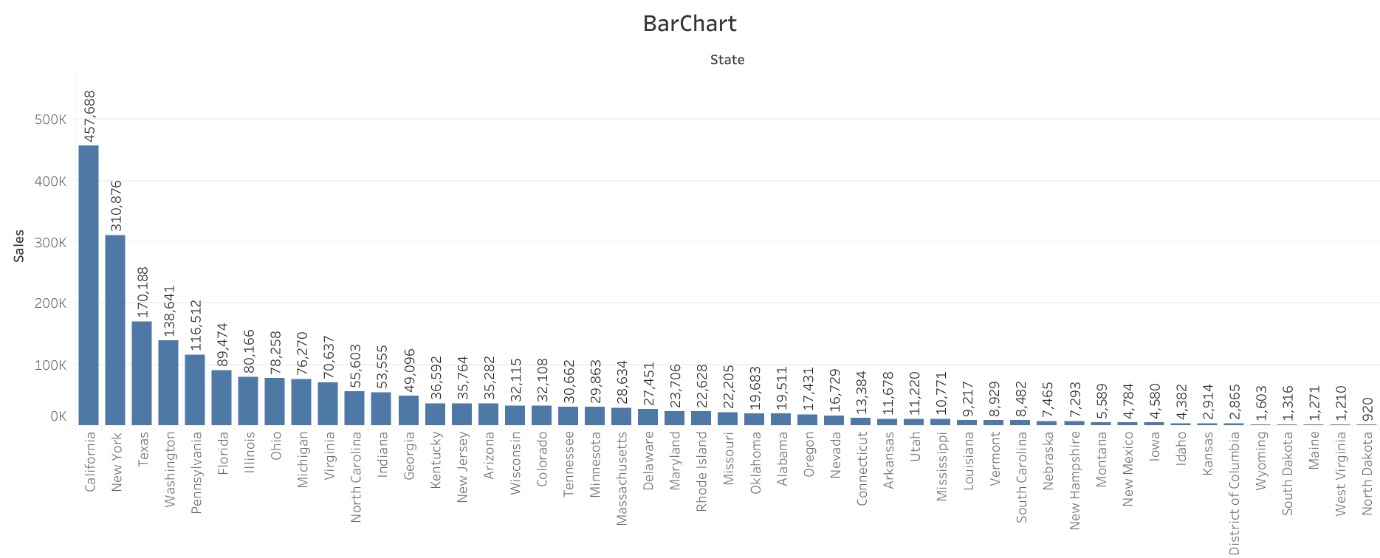 BarChart
State
Sales
500K
400K
300K
200K
100K
0K
457,688
310,876
170,188
138,641
116,512
89,474
80,166
78,258
76,270
70,637
55,603
53,555
49,096
36,592
35,764
35,282
32,115
32,108
30,662
29,863
28,634
27,451
23,706
22,628
22,205
19,683
19,511
17,431
16,729
13,384
11,678
11,220
10,771
9,217
8,929
8,482
7,465
7,293
5,589
4,784
4,580
4,382
2,914
2,865
1,603
1,316
1,271
1,210
920
California
New York
Texas
Washington
Pennsylvania
Florida
Illinois
Ohio
Michigan
Virginia
North Carolina
Indiana
Georgia
Kentucky
New Jersey
Arizona
Wisconsin
Colorado
Tennessee
Minnesota
Massachusetts
Delaware
Maryland
Rhode Island
Missouri
Oklahoma
Alabama
Oregon
Nevada
Connecticut
Arkansas
Utah
Mississippi
Louisiana
Vermont
South Carolina
Nebraska
New Hampshire
Montana
New Mexico
Iowa
Idaho
Kansas
District of Columbia
Wyoming
South Dakota
Maine
West Virginia
North Dakota